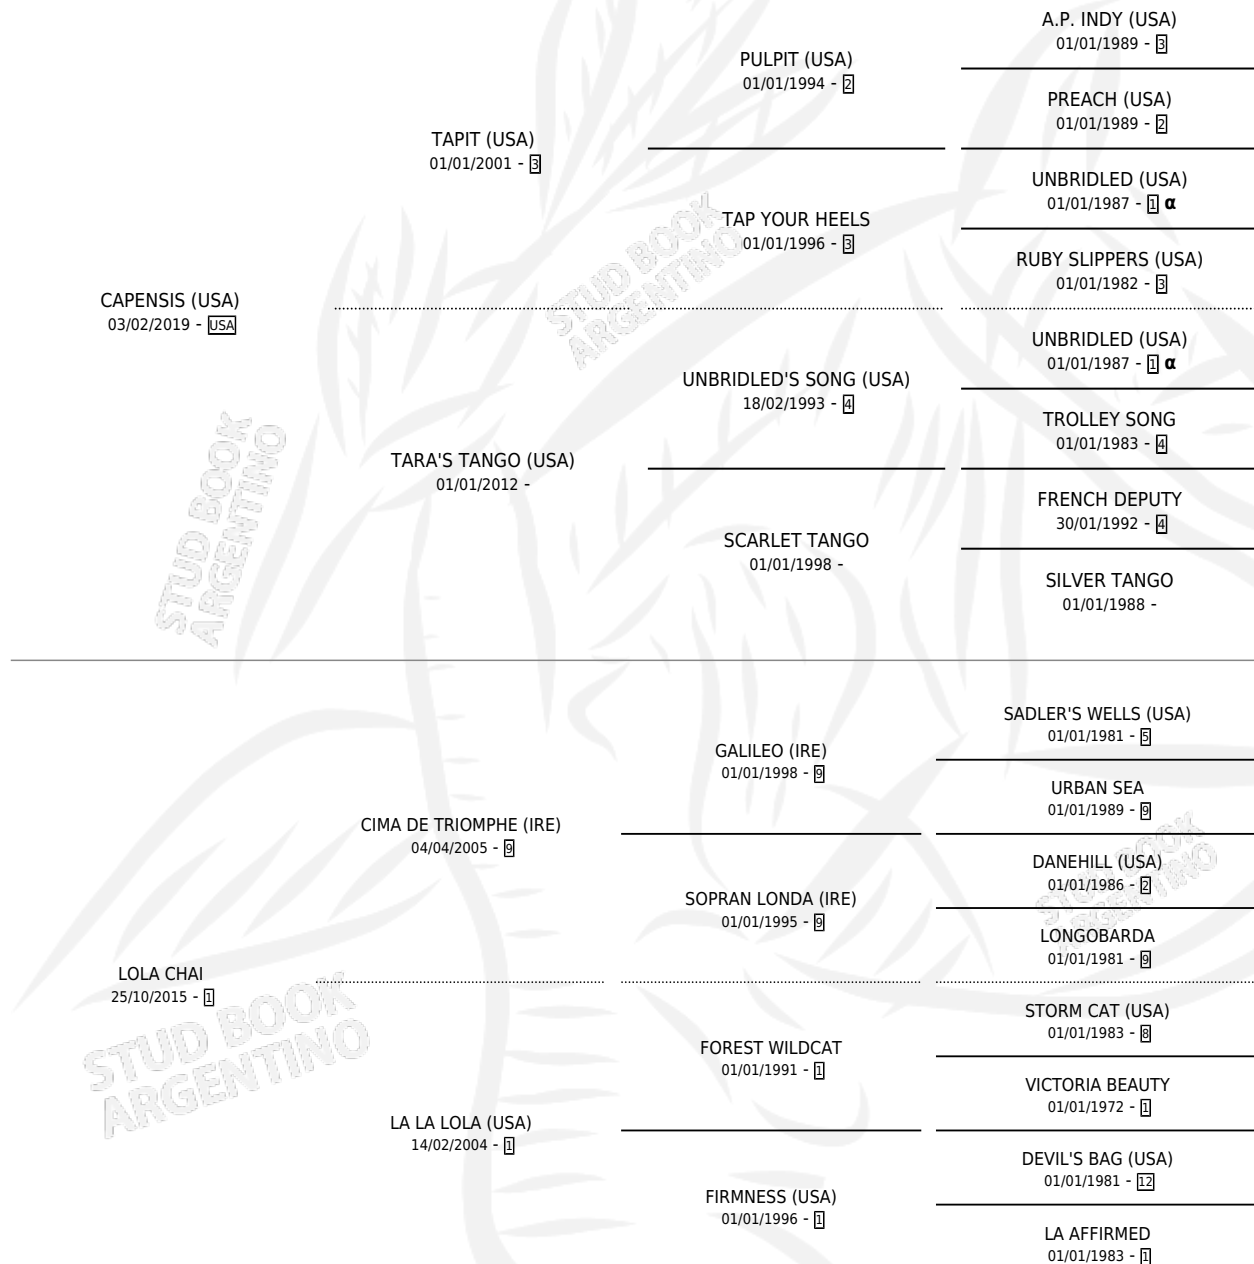 A.P. INDY (USA)
01/01/1989 - 3
PULPIT (USA)
01/01/1994 - 2
PREACH (USA)
01/01/1989 - 2
TAPIT (USA)
01/01/2001 - 3
UNBRIDLED (USA)
01/01/1987 - 1 α
TAP YOUR HEELS
01/01/1996 - 3
RUBY SLIPPERS (USA)
01/01/1982 - 3
CAPENSIS (USA)
03/02/2019 - USA
STUD BOOK
ARGENTINO
UNBRIDLED (USA)
01/01/1987 - 1 α
UNBRIDLED'S SONG (USA)
18/02/1993 - 4
TROLLEY SONG
01/01/1983 - 4
TARA'S TANGO (USA)
01/01/2012 -
FRENCH DEPUTY
30/01/1992 - 4
SCARLET TANGO
01/01/1998 -
SILVER TANGO
01/01/1988 -
STUD BOOK
ARGENTINO
SADLER'S WELLS (USA)
01/01/1981 - 5
GALILEO (IRE)
01/01/1998 - 9
URBAN SEA
01/01/1989 - 9
CIMA DE TRIOMPHE (IRE)
04/04/2005 - 9
DANEHILL (USA)
01/01/1986 - 2
SOPRAN LONDA (IRE)
01/01/1995 - 9
STUD BOOK
ARGENTINO
LONGOBARDA
01/01/1981 - 9
LOLA CHAI
25/10/2015 - 1
STORM CAT (USA)
01/01/1983 - 8
FOREST WILDCAT
01/01/1991 - 1
STUD BOOK
ARGENTINO
VICTORIA BEAUTY
01/01/1972 - 1
LA LA LOLA (USA)
14/02/2004 - 1
DEVIL'S BAG (USA)
01/01/1981 - 12
FIRMNESS (USA)
01/01/1996 - 1
LA AFFIRMED
01/01/1983 - 1